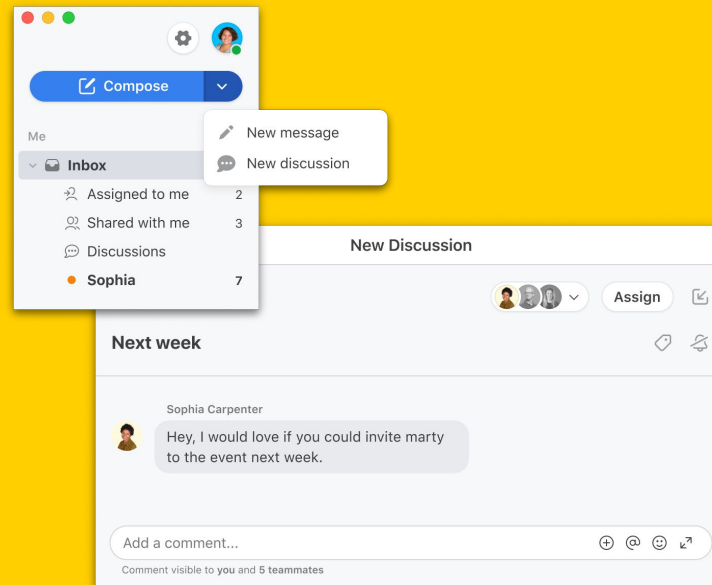 Compose
New message
New discussion
Me
Inbox
Assigned to me 2
Shared with me 3
Discussions
Sophia 7
New Discussion
Assign
Next week
Sophia Carpenter
Hey, I would love if you could invite marty
to the event next week.
Add a comment...
Comment visible to you and 5 teammates